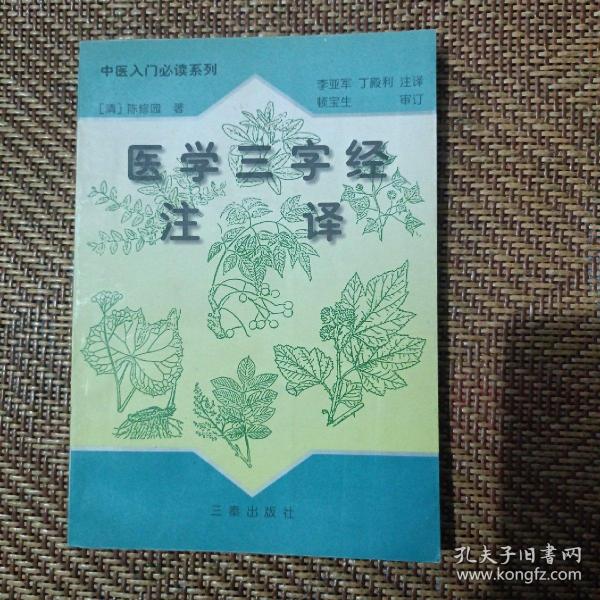 中医入门必读系列
李亚军 丁殿利 注译
[清] 陈修园 著
顿宝生 审订
医学三字经
注 译
三秦出版社
孔夫子旧书网
www.kongfz.com